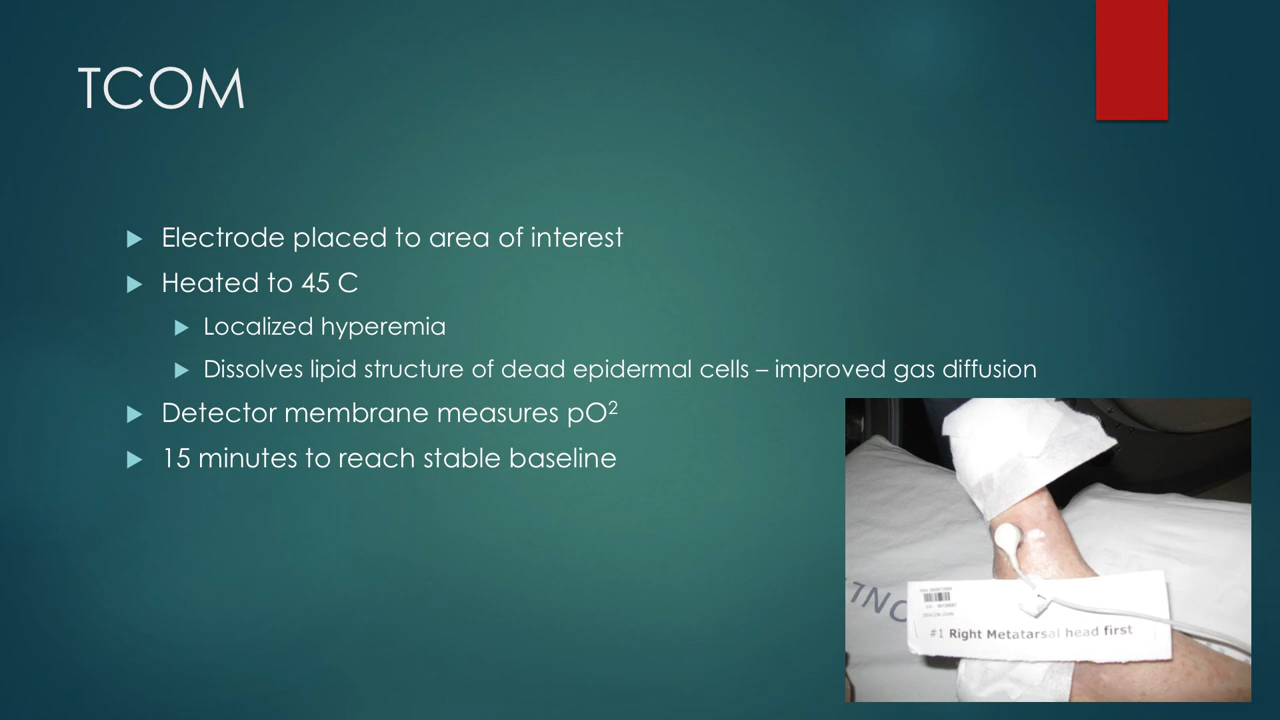 TCOM
Electrode placed to area of interest
Heated to 45 C
Localized hyperemia
Dissolves lipid structure of dead epidermal cells – improved gas diffusion
Detector membrane measures pO²
15 minutes to reach stable baseline
#1 Right Metatarsal head first